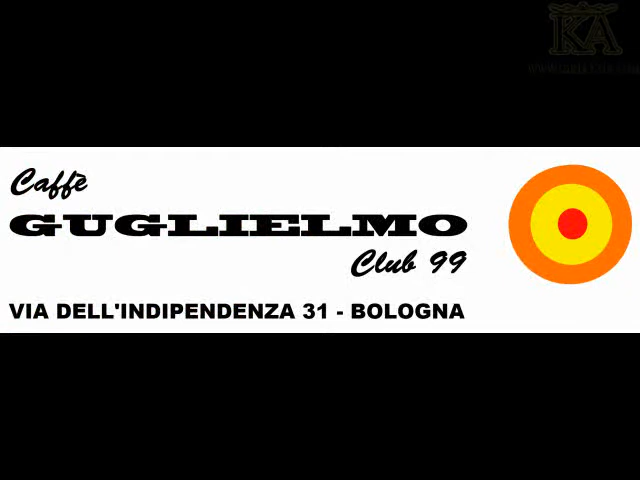 KA
Caffè
GUGLIELMO
Club 99
VIA DELL'INDIPENDENZA 31 - BOLOGNA